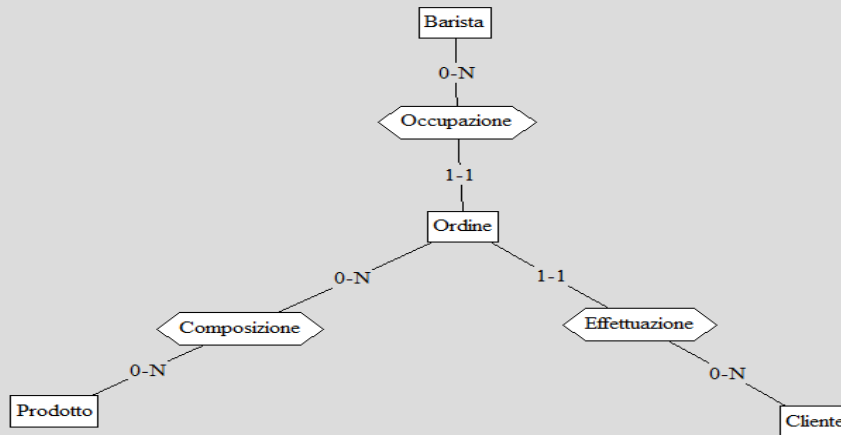 Barista
0-N
Occupazione
1-1
Ordine
0-N
1-1
Composizione
Effettuazione
0-N
0-N
Prodotto
Cliente